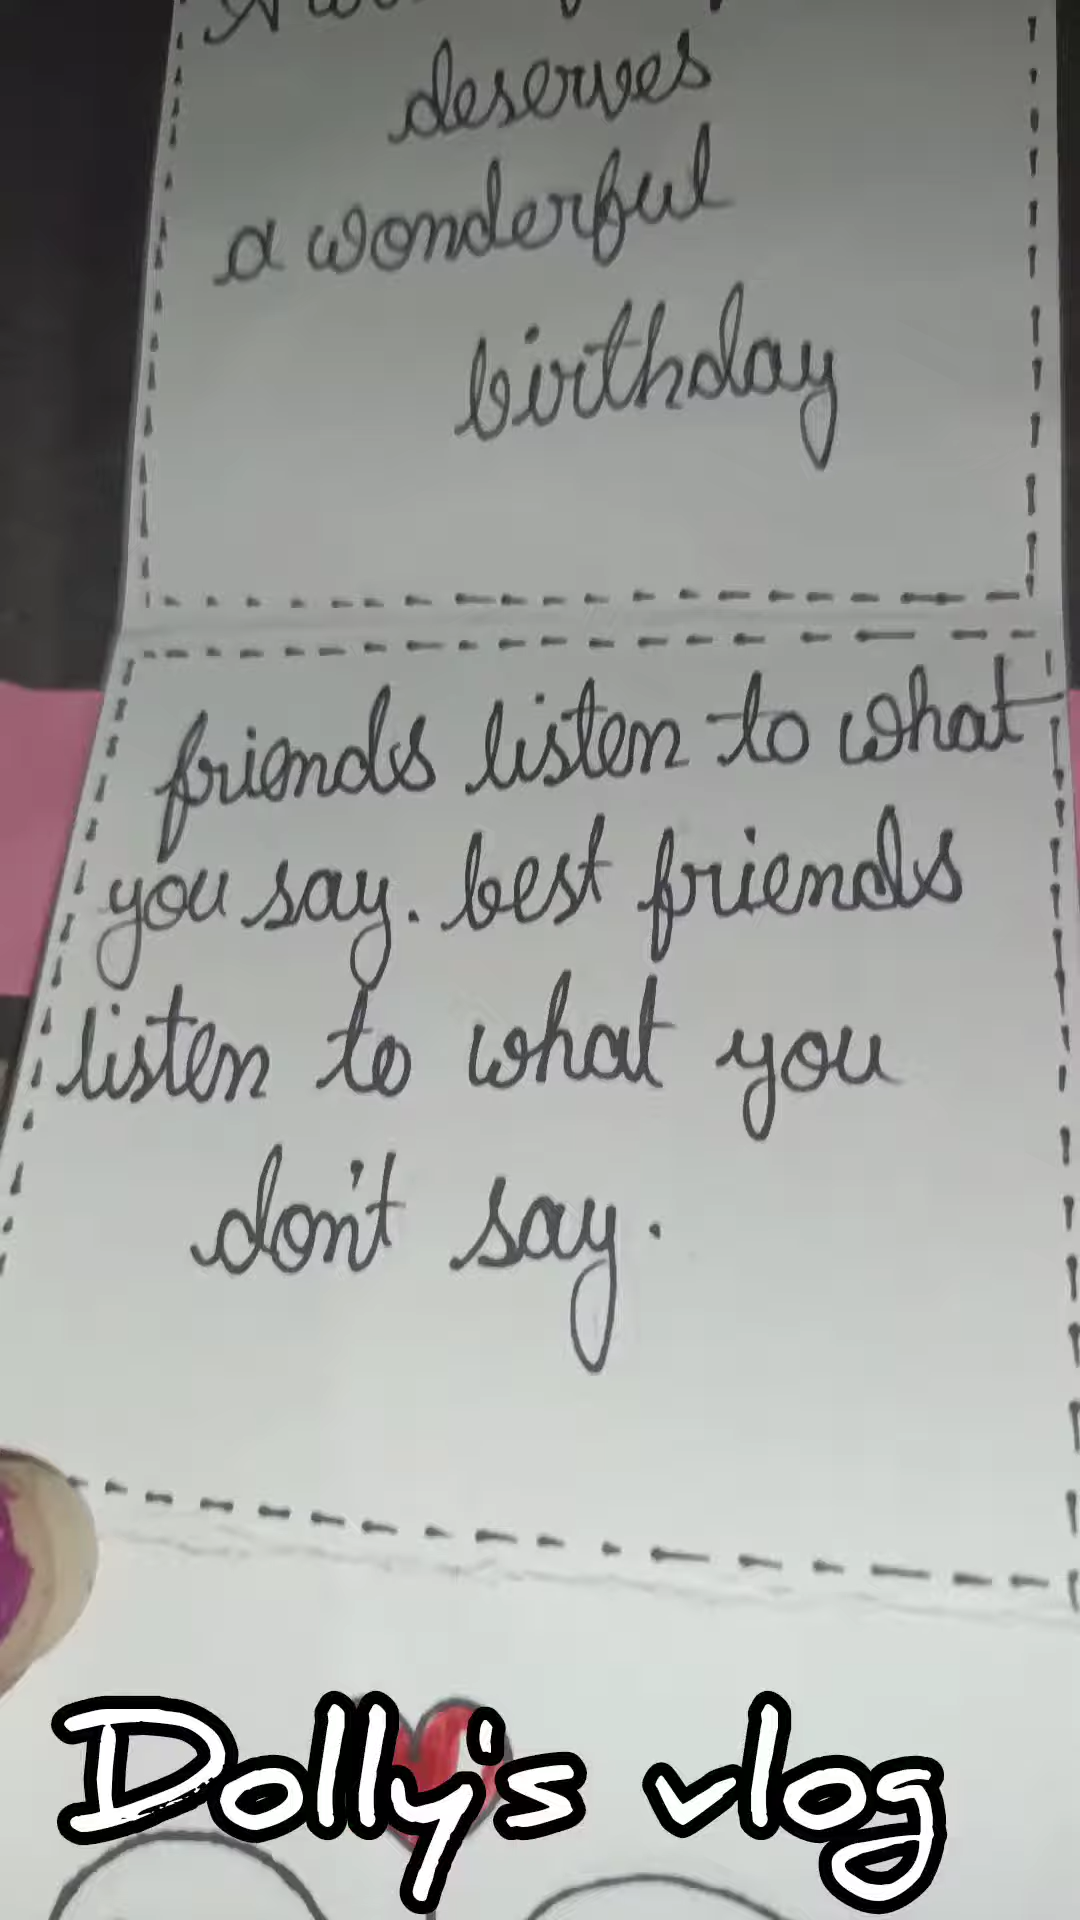 deserves
a wonderful
birthday
friends listen to what
you say. best friends
listen to what you
don't say.
Dolly's vlog